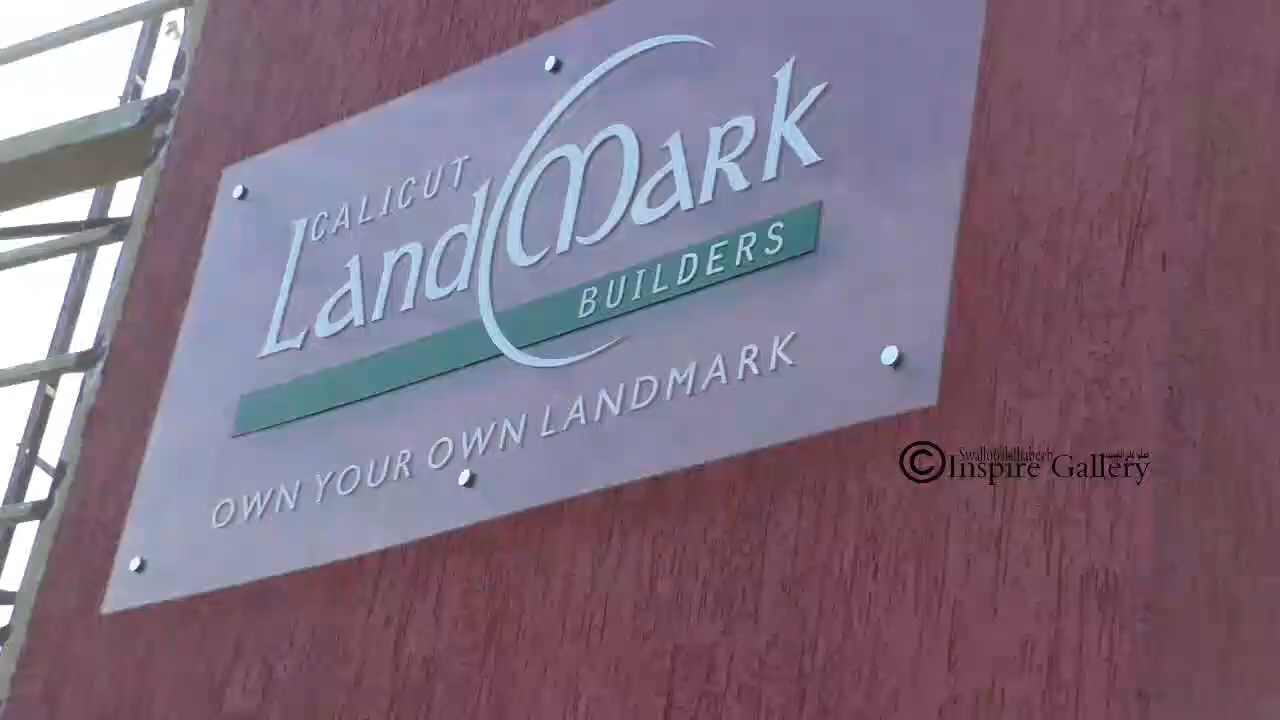 CALICUT
LandMark
BUILDERS
OWN YOUR OWN LANDMARK
©Inspire Gallery